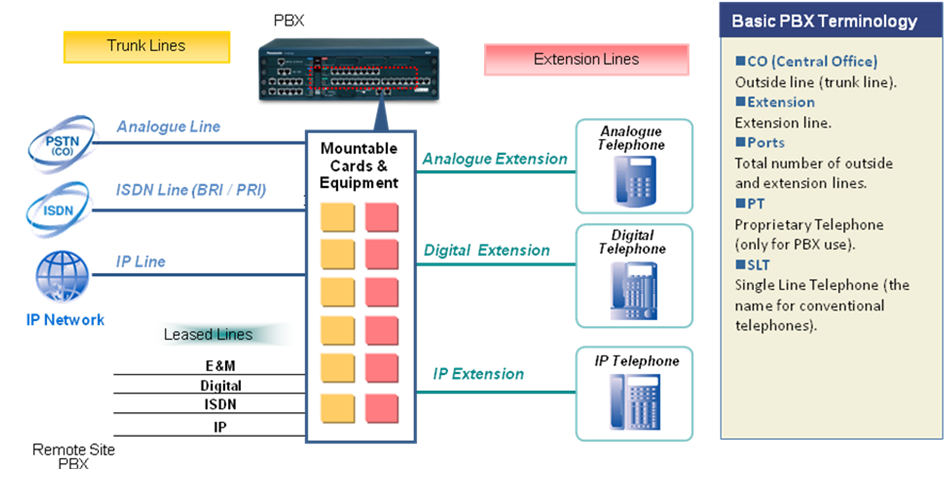 PBX
Trunk Lines
Extension Lines
PSTN
(CO)
Analogue Line
ISDN
ISDN Line (BRI / PRI)
IP Line
IP Network
Leased Lines
E&M
Digital
ISDN
IP
Remote Site
PBX
Mountable
Cards &
Equipment
Analogue Extension
Digital Extension
IP Extension
Analogue
Telephone
Digital
Telephone
IP Telephone
Basic PBX Terminology
■CO (Central Office)
Outside line (trunk line).
■Extension
Extension line.
■Ports
Total number of outside
and extension lines.
■PT
Proprietary Telephone
(only for PBX use).
■SLT
Single Line Telephone (the
name for conventional
telephones).